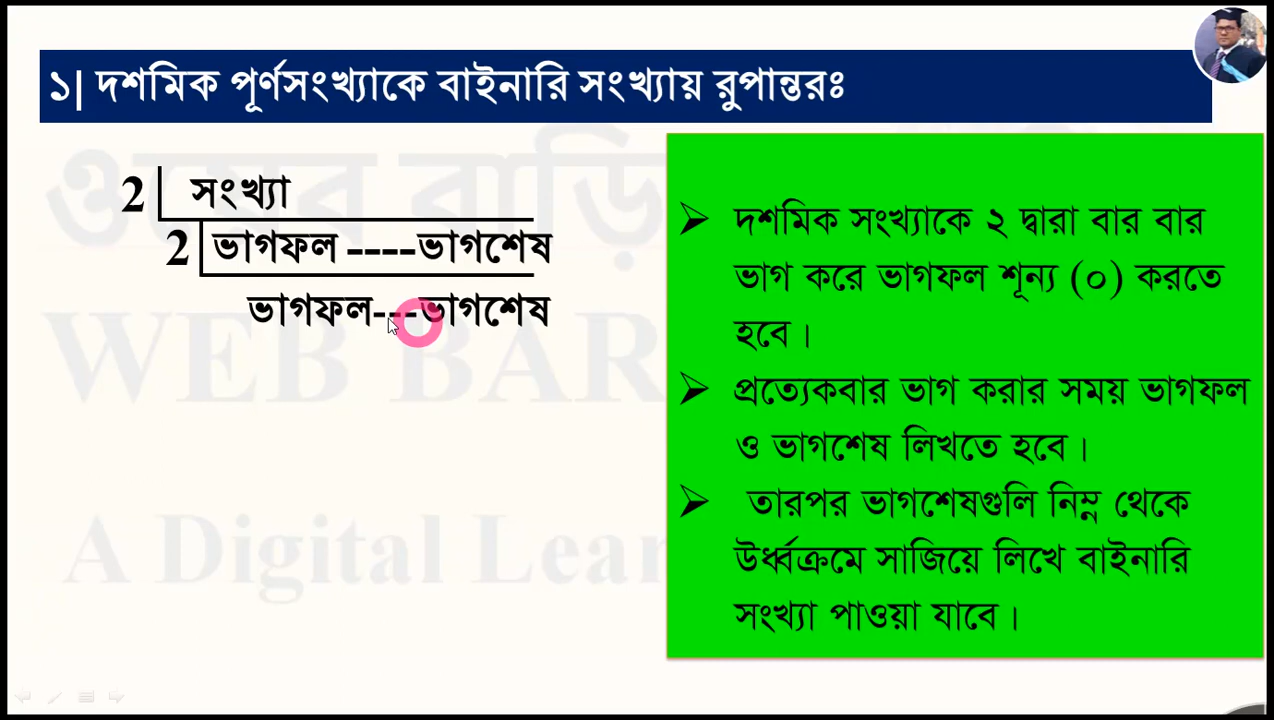 ১| দশমিক পূর্ণসংখ্যাকে বাইনারি সংখ্যায় রুপান্তরঃ
2 সংখ্যা
2 ভাগফল ----ভাগশেষ
ভাগফল---ভাগশেষ
➢ দশমিক সংখ্যাকে ২ দ্বারা বার বার
ভাগ করে ভাগফল শূন্য (০) করতে
হবে।
➢ প্রত্যেকবার ভাগ করার সময় ভাগফল
ও ভাগশেষ লিখতে হবে।
➢ তারপর ভাগশেষগুলি নিম্ন থেকে
উর্ধ্বক্রমে সাজিয়ে লিখে বাইনারি
সংখ্যা পাওয়া যাবে।
WEB BAR
A Digital Lear